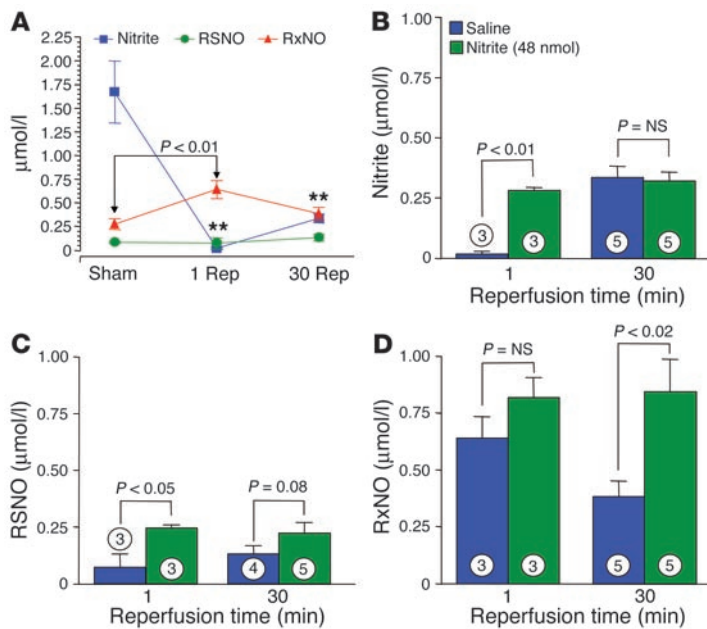 A
Nitrite RSNO RxNO
μmol/l
2.25
2.00
1.75
1.50
1.25
1.00
0.75
0.50
0.25
0
P < 0.01
**
**
Sham 1 Rep 30 Rep
B
Saline
Nitrite (48 nmol)
Nitrite (μmol/l)
1.00
0.75
0.50
0.25
0
P < 0.01
P = NS
3 3 5 5
1 30
Reperfusion time (min)
C
RSNO (μmol/l)
1.00
0.75
0.50
0.25
0
P < 0.05
P = 0.08
3 3 4 5
1 30
Reperfusion time (min)
D
RxNO (μmol/l)
1.00
0.75
0.50
0.25
0
P = NS
P < 0.02
3 3 5 5
1 30
Reperfusion time (min)